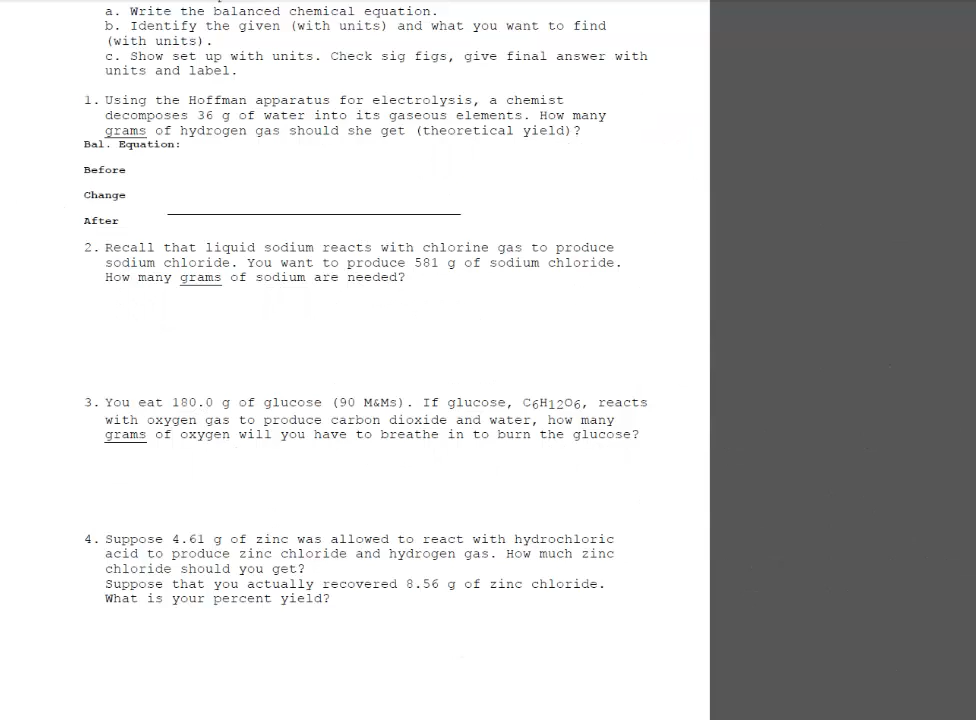 a. Write the balanced chemical equation.
b. Identify the given (with units) and what you want to find
(with units).
c. Show set up with units. Check sig figs, give final answer with
units and label.
1. Using the Hoffman apparatus for electrolysis, a chemist
decomposes 36 g of water into its gaseous elements. How many
grams of hydrogen gas should she get (theoretical yield)?
Bal. Equation:
Before
Change
After
2. Recall that liquid sodium reacts with chlorine gas to produce
sodium chloride. You want to produce 581 g of sodium chloride.
How many grams of sodium are needed?
3. You eat 180.0 g of glucose (90 M&Ms). If glucose, C6H12O6, reacts
with oxygen gas to produce carbon dioxide and water, how many
grams of oxygen will you have to breathe in to burn the glucose?
4. Suppose 4.61 g of zinc was allowed to react with hydrochloric
acid to produce zinc chloride and hydrogen gas. How much zinc
chloride should you get?
Suppose that you actually recovered 8.56 g of zinc chloride.
What is your percent yield?